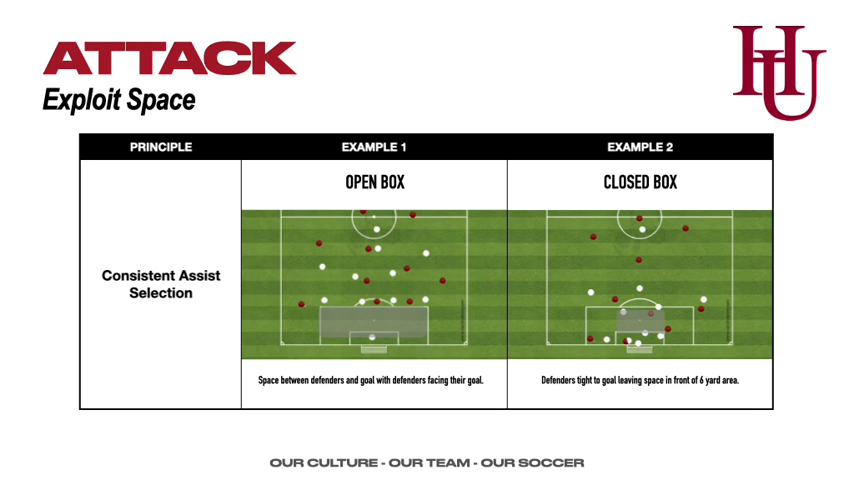 ATTACK
Exploit Space
HU
PRINCIPLE
EXAMPLE 1
EXAMPLE 2
OPEN BOX
CLOSED BOX
Consistent Assist
Selection
Space between defenders and goal with defenders facing their goal.
Defenders tight to goal leaving space in front of 6 yard area.
OUR CULTURE - OUR TEAM - OUR SOCCER